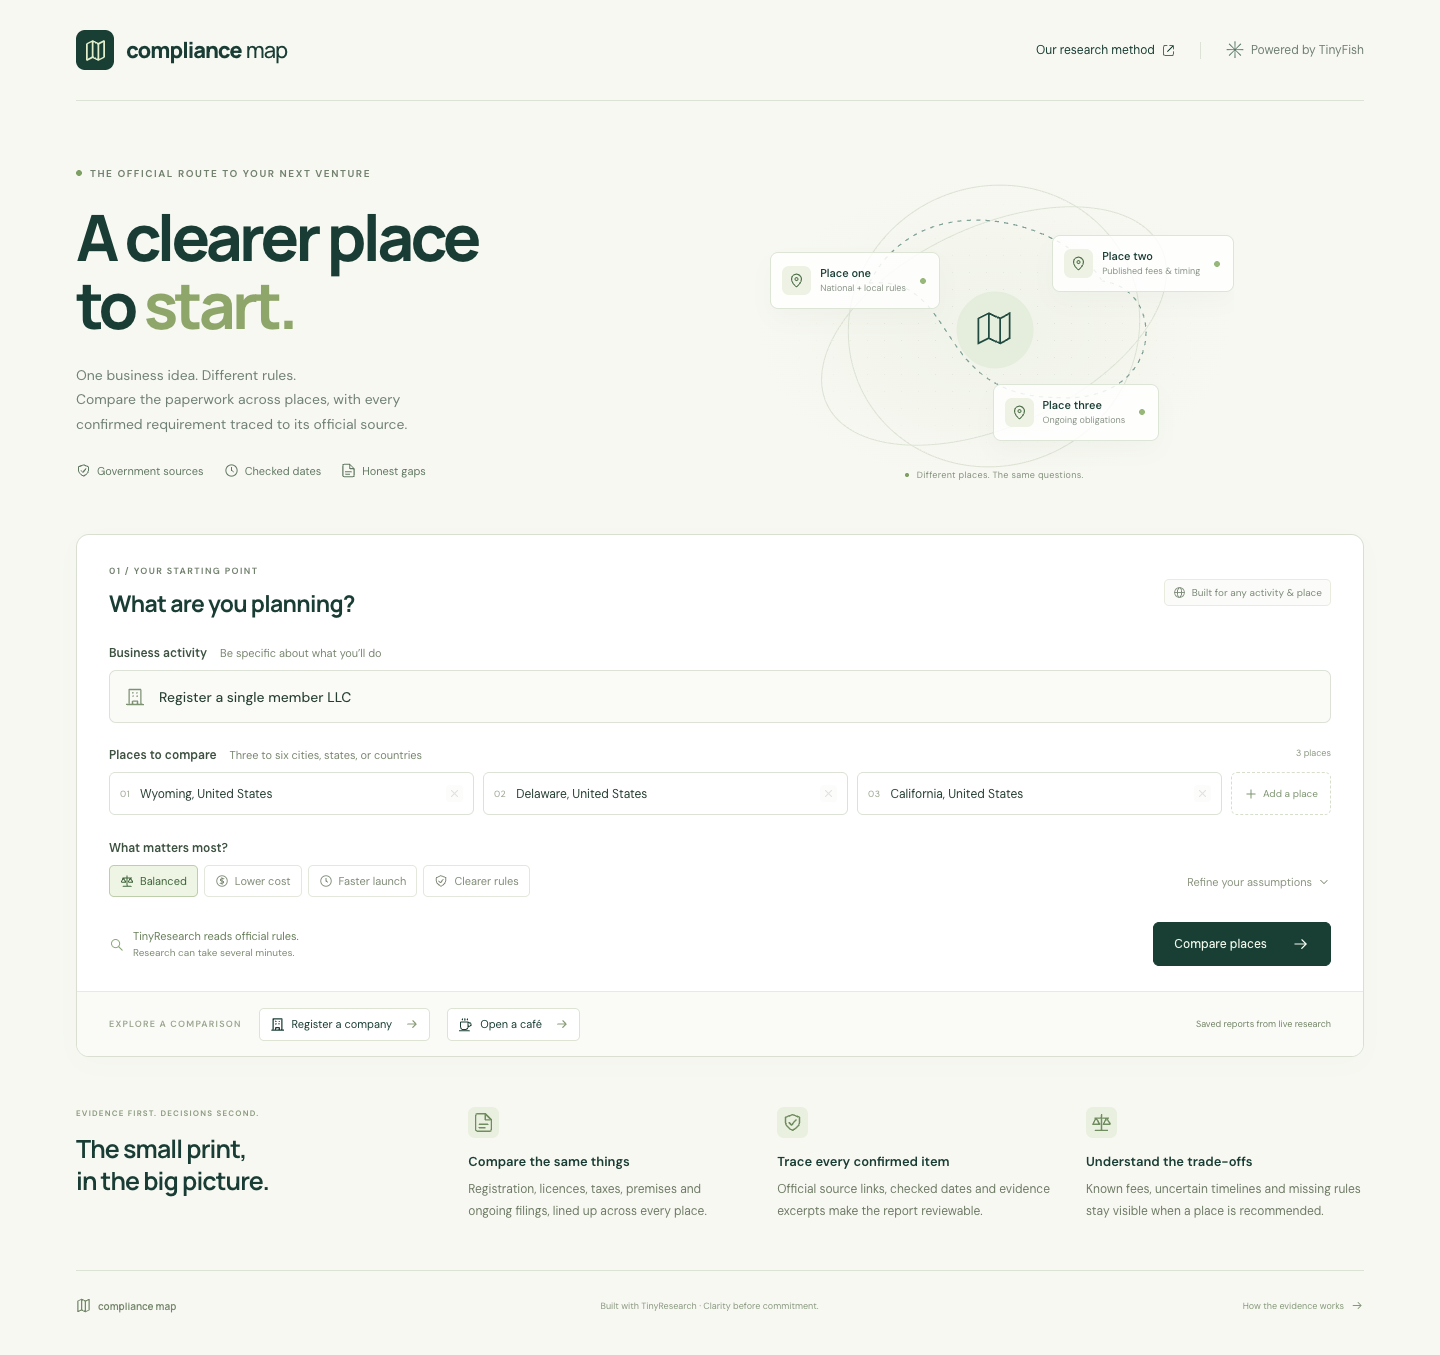 compliance map
Our research method
Powered by TinyFish
THE OFFICIAL ROUTE TO YOUR NEXT VENTURE
A clearer place
to start.
One business idea. Different rules.
Compare the paperwork across places, with every
confirmed requirement traced to its official source.
Government sources
Checked dates
Honest gaps
Place one
National + local rules
Place two
Published fees & timing
Place three
Ongoing obligations
Different places. The same questions.
01 / YOUR STARTING POINT
What are you planning?
Built for any activity & place
Business activity Be specific about what you'll do
Register a single member LLC
Places to compare Three to six cities, states, or countries
3 places
01 Wyoming, United States
02 Delaware, United States
03 California, United States
Add a place
What matters most?
Balanced
Lower cost
Faster launch
Clearer rules
Refine your assumptions
TinyResearch reads official rules.
Research can take several minutes.
Compare places
EXPLORE A COMPARISON
Register a company
Open a café
Saved reports from live research
EVIDENCE FIRST. DECISIONS SECOND.
The small print,
in the big picture.
Compare the same things
Registration, licences, taxes, premises and
ongoing filings, lined up across every place.
Trace every confirmed item
Official source links, checked dates and evidence
excerpts make the report reviewable.
Understand the trade-offs
Known fees, uncertain timelines and missing rules
stay visible when a place is recommended.
compliance map
Built with TinyResearch · Clarity before commitment.
How the evidence works